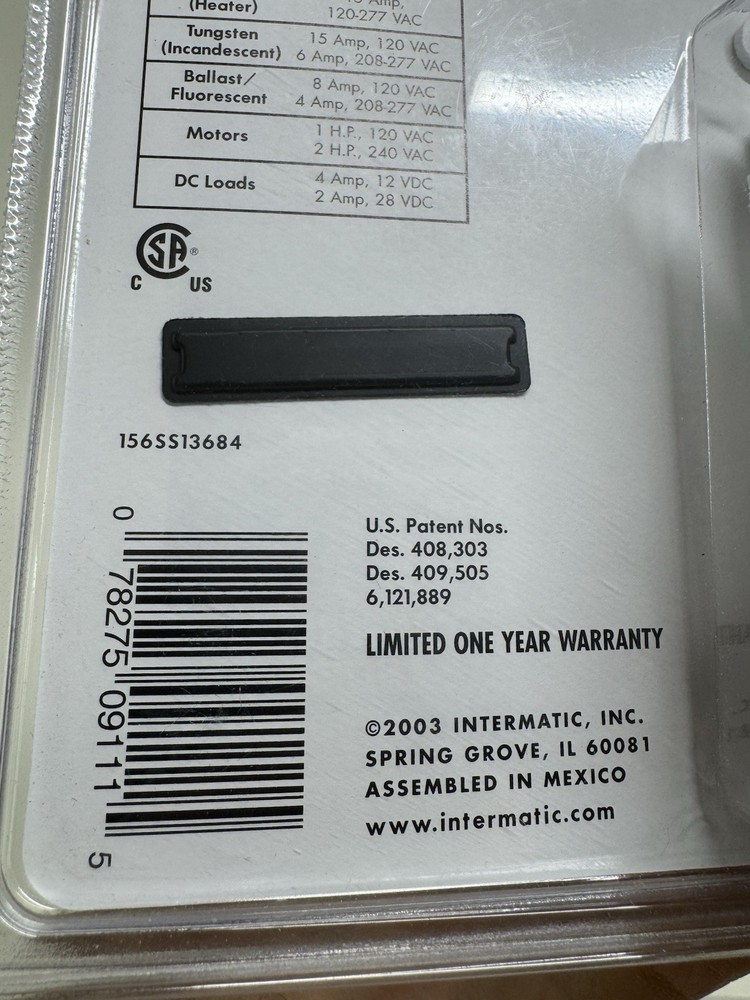 (Heater)
Amp,
120-277 VAC
Tungsten
(Incandescent)
15 Amp, 120 VAC
6 Amp, 208-277 VAC
Ballast/
Fluorescent
8 Amp, 120 VAC
4 Amp, 208-277 VAC
Motors
1 H.P., 120 VAC
2 H.P., 240 VAC
DC Loads
4 Amp, 12 VDC
2 Amp, 28 VDC
CSA®
C US
156SS13684
0 78275 09111 5
U.S. Patent Nos.
Des. 408,303
Des. 409,505
6,121,889
LIMITED ONE YEAR WARRANTY
©2003 INTERMATIC, INC.
SPRING GROVE, IL 60081
ASSEMBLED IN MEXICO
www.intermatic.com